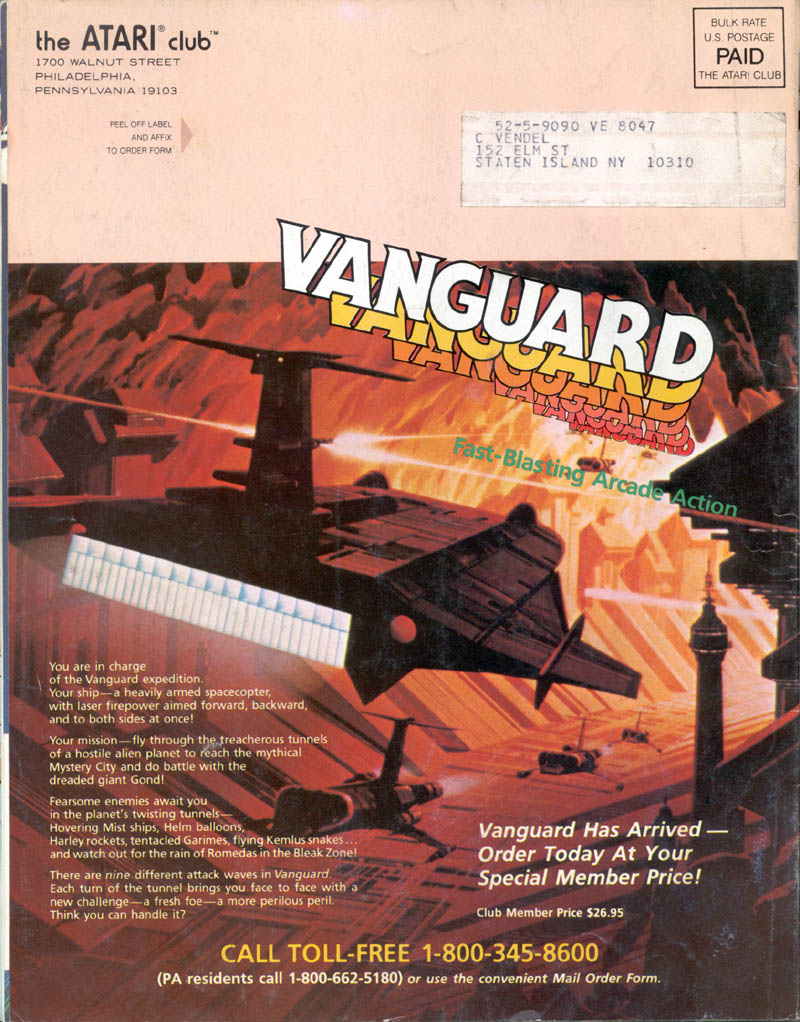 the ATARI® club™
1700 WALNUT STREET
PHILADELPHIA,
PENNSYLVANIA 19103
BULK RATE
U.S. POSTAGE
PAID
THE ATARI CLUB
PEEL OFF LABEL
AND AFFIX
TO ORDER FORM
52-5-9090 VE 8047
C VENDEL
152 ELM ST
STATEN ISLAND NY 10310
VANGUARD
VANGUARD
VANGUARD
VANGUARD
VANGUARD
VANGUARD
Fast-Blasting Arcade Action
You are in charge
of the Vanguard expedition.
Your ship—a heavily armed spacecopter,
with laser firepower aimed forward, backward,
and to both sides at once!
Your mission—fly through the treacherous tunnels
of a hostile alien planet to reach the mythical
Mystery City and do battle with the
dreaded giant Gond!
Fearsome enemies await you
in the planet's twisting tunnels—
Hovering Mist ships, Helm balloons,
Harley rockets, tentacled Garimes, flying Kemlus snakes...
and watch out for the rain of Romedas in the Bleak Zone!
There are nine different attack waves in Vanguard.
Each turn of the tunnel brings you face to face with a
new challenge—a fresh foe—a more perilous peril.
Think you can handle it?
Vanguard Has Arrived—
Order Today At Your
Special Member Price!
Club Member Price $26.95
CALL TOLL-FREE 1-800-345-8600
(PA residents call 1-800-662-5180) or use the convenient Mail Order Form.